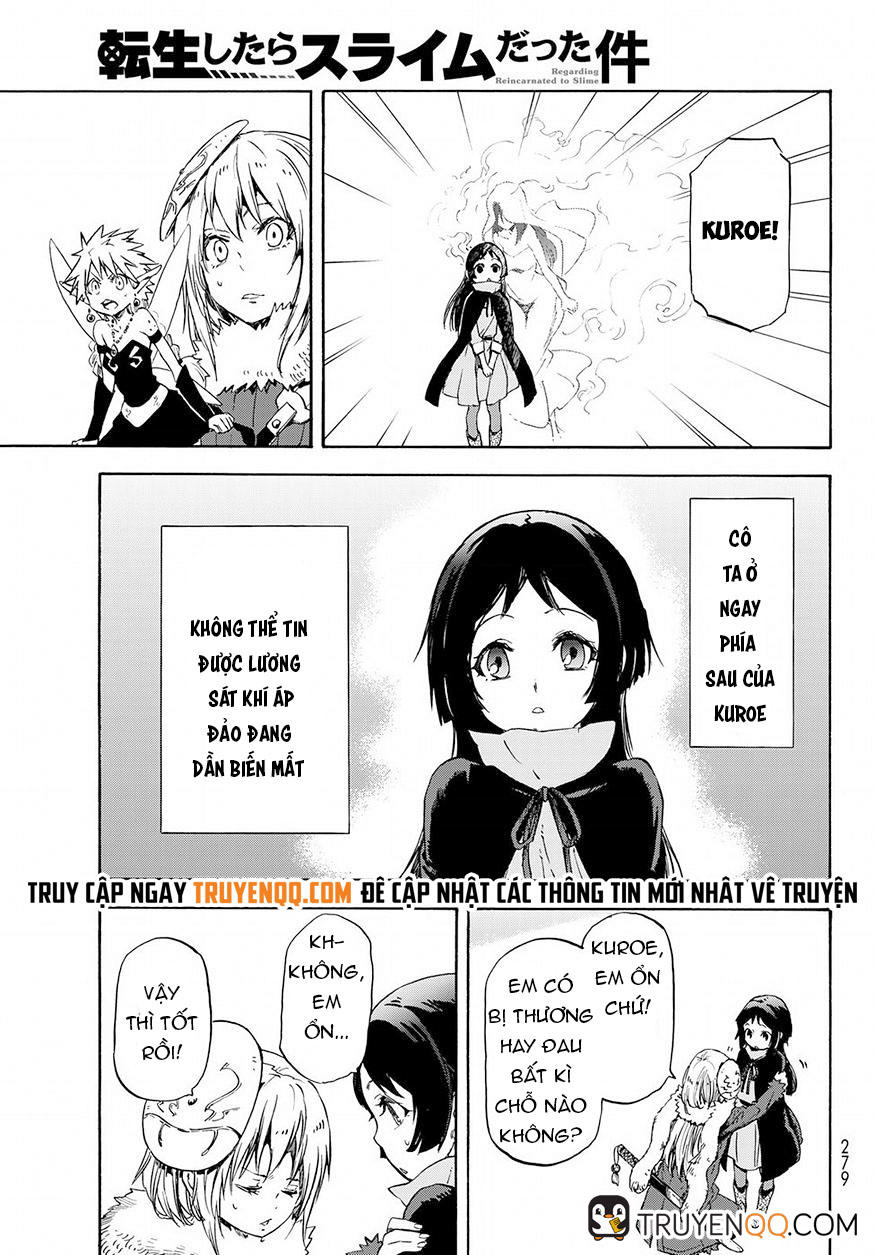 転生したらスライムだった件
Regarding
Reincarnated to Slime
KUROE!
CÔ
TA Ở
NGAY
PHÍA
SAU CỦA
KUROE
KHÔNG THỂ TIN
ĐƯỢC LƯƠNG
SÁT KHÍ ÁP
ĐẢO ĐANG
DẦN BIẾN MẤT
TRUY CẬP NGAY TRUYENQQ.COM ĐỂ CẬP NHẬT CÁC THÔNG TIN MỚI NHẤT VỀ TRUYỆN
KUROE,
EM ỔN
CHỨ!
EM CÓ
BỊ THƯƠNG
HAY ĐAU
BẤT KÌ
CHỖ NÀO
KHÔNG?
KH-
KHÔNG,
EM
ỔN...
VẬY
THÌ TỐT
RỒI!
279
TRUYENQQ.COM